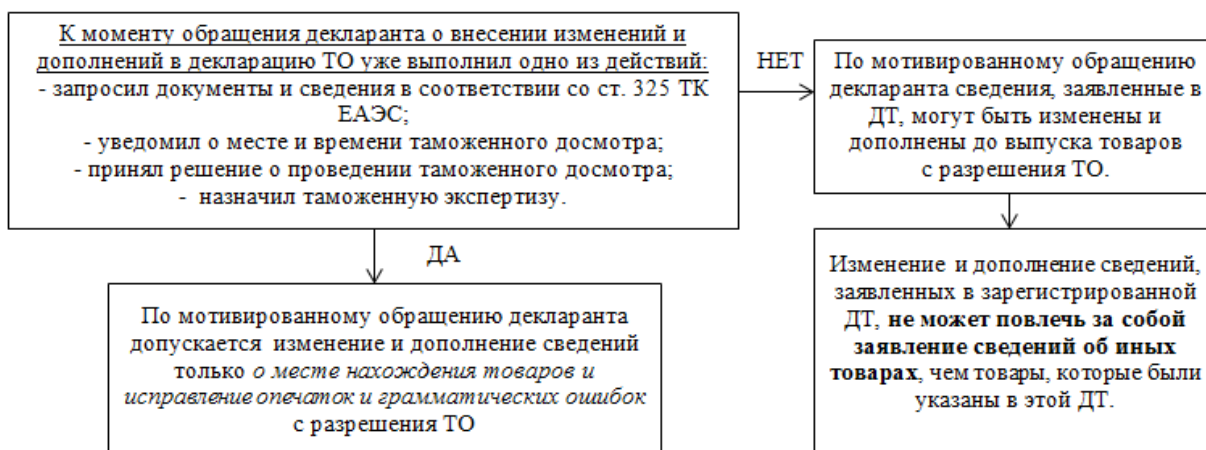 К моменту обращения декларанта о внесении изменений и
дополнений в декларацию ТО уже выполнил одно из действий:
- запросил документы и сведения в соответствии со ст. 325 ТК
ЕАЭС;
- уведомил о месте и времени таможенного досмотра;
- принял решение о проведении таможенного досмотра;
- назначил таможенную экспертизу.
НЕТ
По мотивированному обращению
декларанта сведения, заявленные в
ДТ, могут быть изменены и
дополнены до выпуска товаров
с разрешения ТО.
ДА
По мотивированному обращению декларанта
допускается изменение и дополнение сведений
только о месте нахождения товаров и
исправление опечаток и грамматических ошибок
с разрешения ТО
Изменение и дополнение сведений,
заявленных в зарегистрированной
ДТ, не может повлечь за собой
заявление сведений об иных
товарах, чем товары, которые были
указаны в этой ДТ.